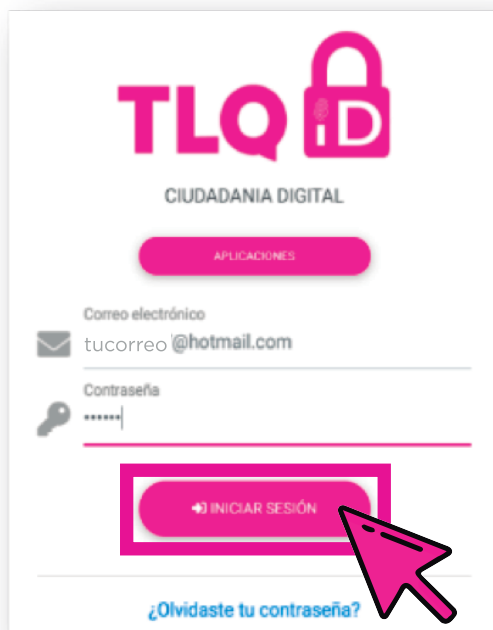 TLQ iD
CIUDADANIA DIGITAL
APLICACIONES
Correo electrónico
tucorreo @hotmail.com
Contraseña
••••••
INICIAR SESIÓN
¿Olvidaste tu contraseña?